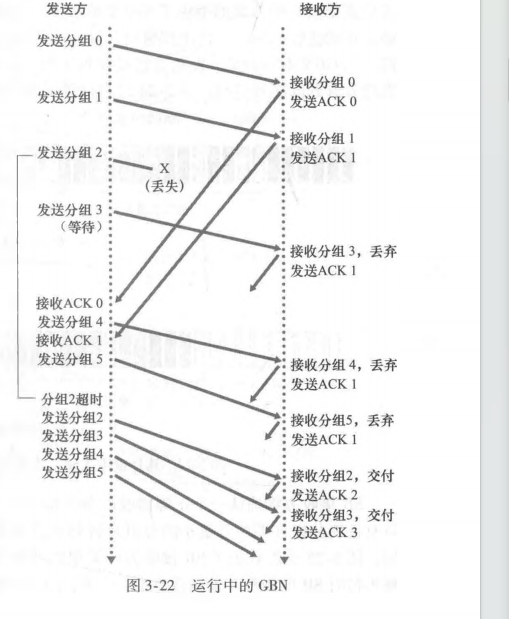 发送方
接收方
发送分组 0
接收分组 0
发送ACK 0
发送分组 1
接收分组 1
发送ACK 1
发送分组 2
X
(丢失)
发送分组 3
(等待)
接收分组 3，丢弃
发送ACK 1
接收ACK 0
发送分组 4
接收ACK 1
发送分组 5
接收分组 4，丢弃
发送ACK 1
分组2超时
发送分组2
发送分组3
发送分组4
发送分组5
接收分组5，丢弃
发送ACK 1
接收分组2，交付
发送ACK 2
接收分组3，交付
发送ACK 3
图 3-22 运行中的 GBN